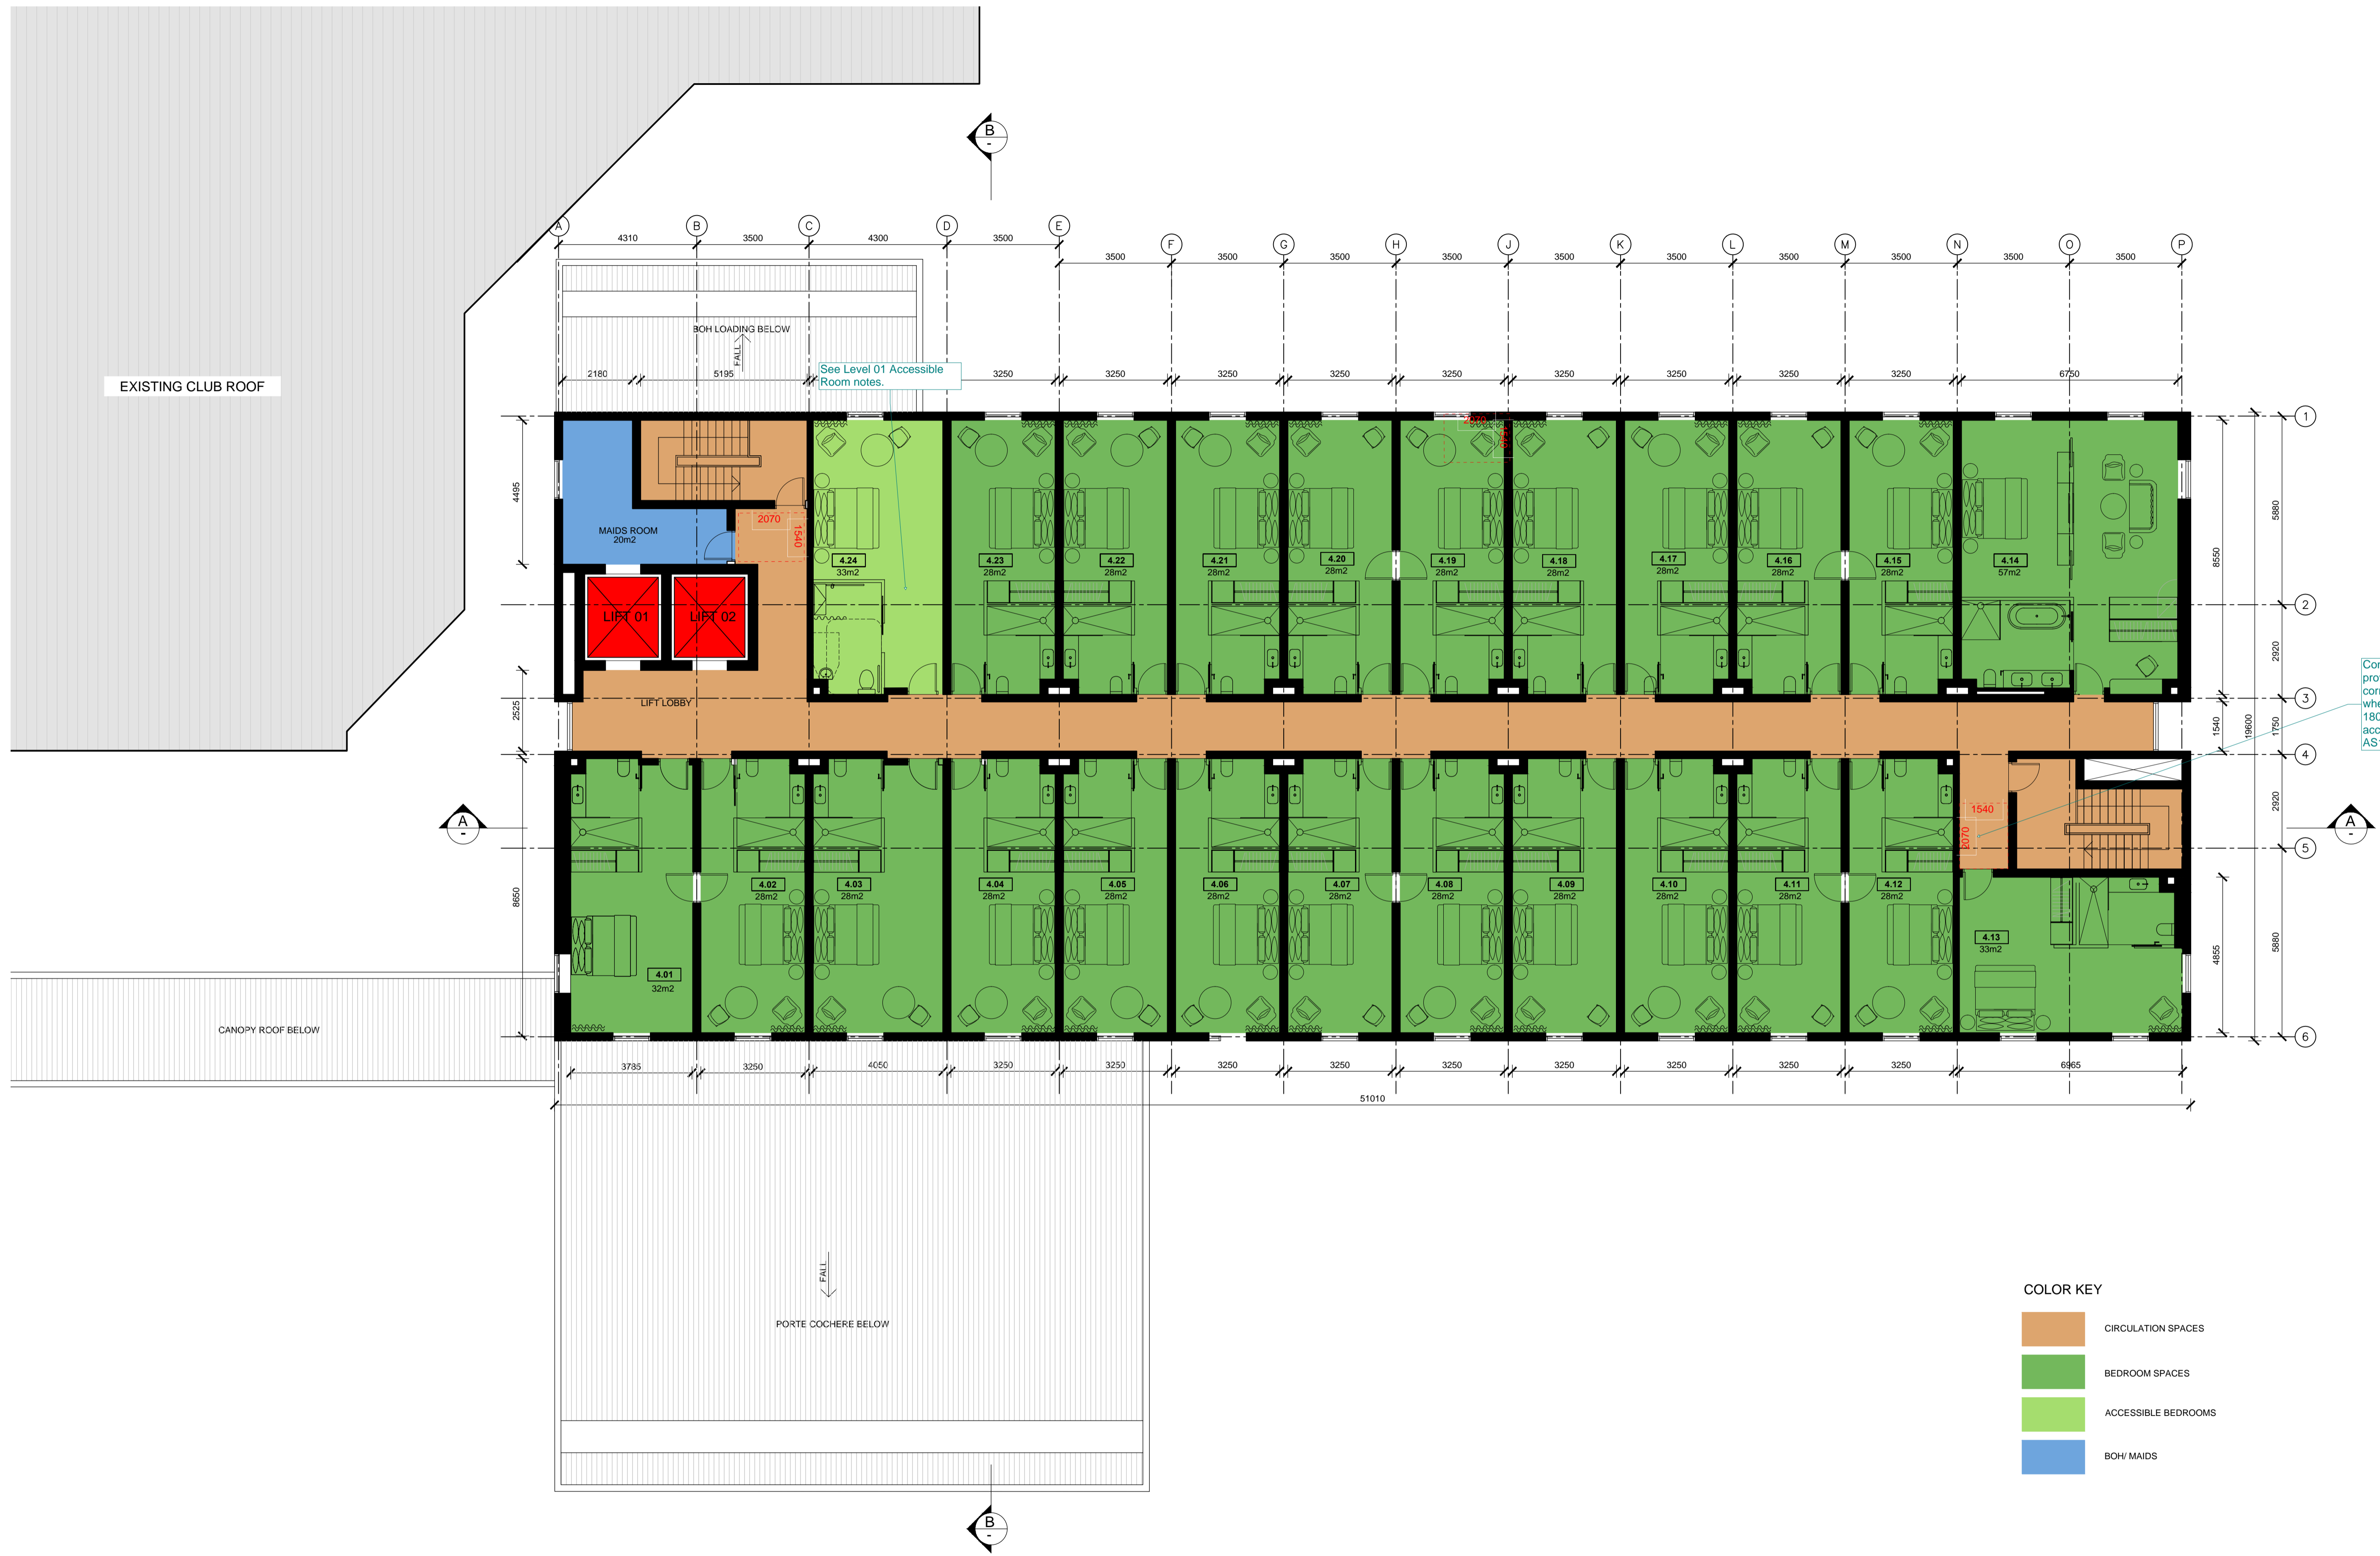 B
-
A
B
C
D
E
4310
3500
4300
3500
F
G
H
J
K
L
M
N
O
P
3500
3500
3500
3500
3500
3500
3500
3500
3500
3500
BOH LOADING BELOW
FALL
EXISTING CLUB ROOF
2180
5195
See Level 01 Accessible
Room notes.
3250
3250
3250
3250
3250
3250
3250
3250
3250
6750
1
2070
1540
4495
5880
MAIDS ROOM
20m2
2070
1540
4.24
33m2
4.23
28m2
4.22
28m2
4.21
28m2
4.20
28m2
4.19
28m2
4.18
28m2
4.17
28m2
4.16
28m2
4.15
28m2
4.14
57m2
8550
2
LIFT 01
LIFT 02
2920
LIFT LOBBY
2525
3
1540
19600
1750
4
A
-
2920
1540
2070
A
-
5
8650
4.01
32m2
4.02
28m2
4.03
28m2
4.04
28m2
4.05
28m2
4.06
28m2
4.07
28m2
4.08
28m2
4.09
28m2
4.10
28m2
4.11
28m2
4.12
28m2
4.13
33m2
4855
5880
CANOPY ROOF BELOW
6
3785
3250
4050
3250
3250
3250
3250
3250
3250
3250
3250
3250
6965
51010
FALL
PORTE COCHERE BELOW
COLOR KEY
CIRCULATION SPACES
BEDROOM SPACES
ACCESSIBLE BEDROOMS
BOH/ MAIDS
B
-